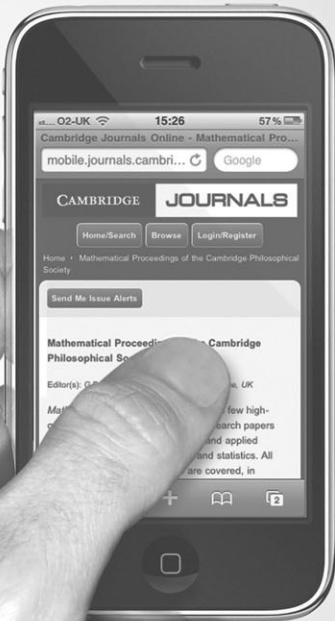 O2-UK 15:26 57%
Cambridge Journals Online - Mathematical Pro...
mobile.journals.cambri... Google
CAMBRIDGE JOURNALS
Home/Search Browse Login/Register
Home › Mathematical Proceedings of the Cambridge Philosophical
Society
Send Me Issue Alerts
Mathematical Cambridge
Philosophical
Editor(s): UK
few high-
search papers
and applied
and statistics. All
are covered, in
2